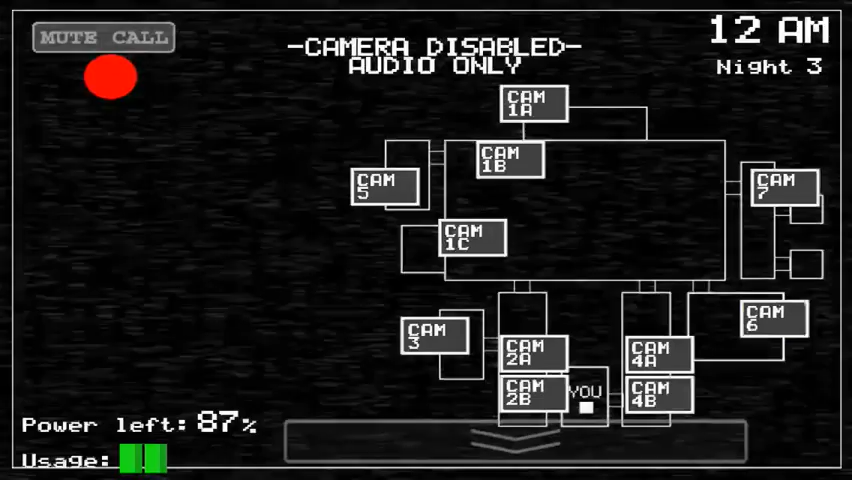 MUTE CALL
-CAMERA DISABLED-
AUDIO ONLY
12 AM
Night 3
CAM
1A
CAM
1B
CAM
5
CAM
7
CAM
1C
CAM
6
CAM
3
CAM
2A
CAM
4A
CAM
2B
YOU
CAM
4B
Power left: 87%
Usage: